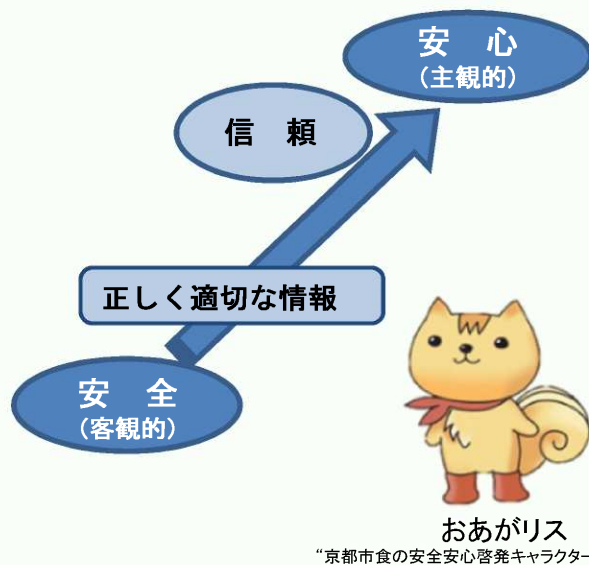 安　心
（主観的）
信　頼
正しく適切な情報
安　全
（客観的）
おあがリス
“京都市食の安全安心啓発キャラクター